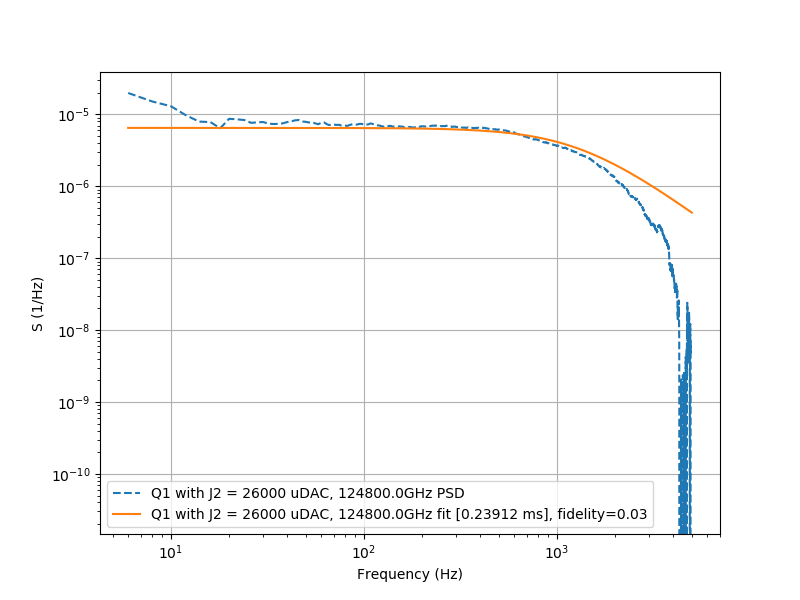 S (1/Hz)
10⁻⁵
10⁻⁶
10⁻⁷
10⁻⁸
10⁻⁹
10⁻¹⁰
Q1 with J2 = 26000 uDAC, 124800.0GHz PSD
Q1 with J2 = 26000 uDAC, 124800.0GHz fit [0.23912 ms], fidelity=0.03
10¹ 10² 10³
Frequency (Hz)